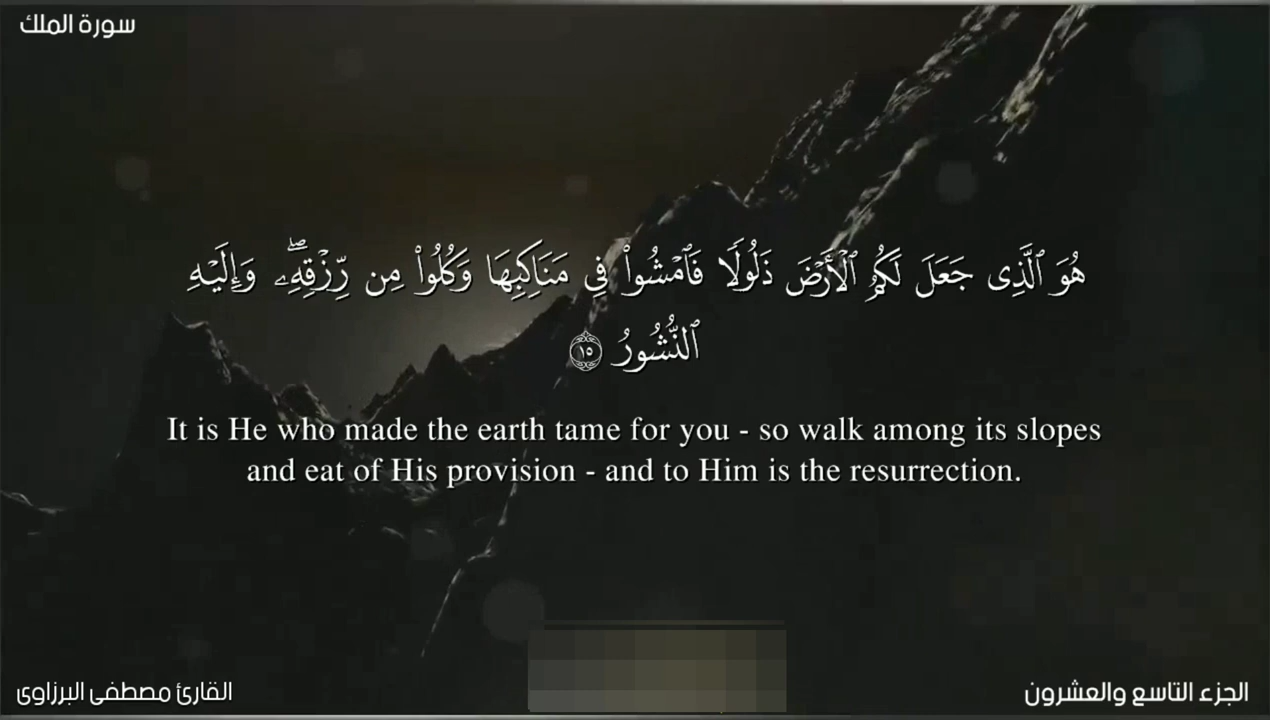 سورة الملك
هُوَ ٱلَّذِى جَعَلَ لَكُمُ ٱلْأَرْضَ ذَلُولًا فَٱمْشُوا۟ فِى مَنَاكِبِهَا وَكُلُوا۟ مِن رِّزْقِهِۦ ۖ وَإِلَيْهِ
ٱلنُّشُورُ ١٥
It is He who made the earth tame for you - so walk among its slopes
and eat of His provision - and to Him is the resurrection.
الجزء التاسع والعشرون
القارئ مصطفى البرزاوى